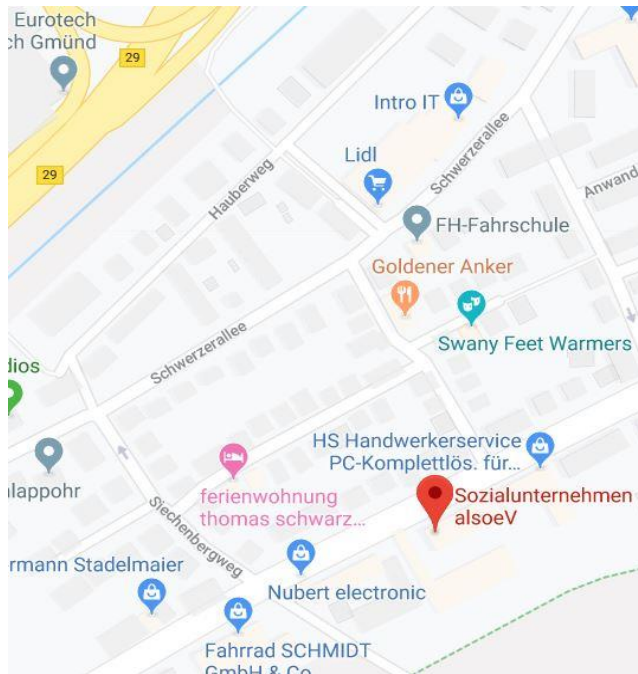 Eurotech
ch Gmünd
29
Intro IT
Lidl
Schwerzerallee
29
Hauberweg
Anwand
FH-Fahrschule
Goldener Anker
Swany Feet Warmers
dios
Schwerzerallee
HS Handwerkerservice
PC-Komplettlös. für...
lappohr
ferienwohnung
thomas schwarz...
Sozialunternehmen
alsoeV
Siechenbergweg
rmann Stadelmaier
Nubert electronic
Fahrrad SCHMIDT
GmbH & Co